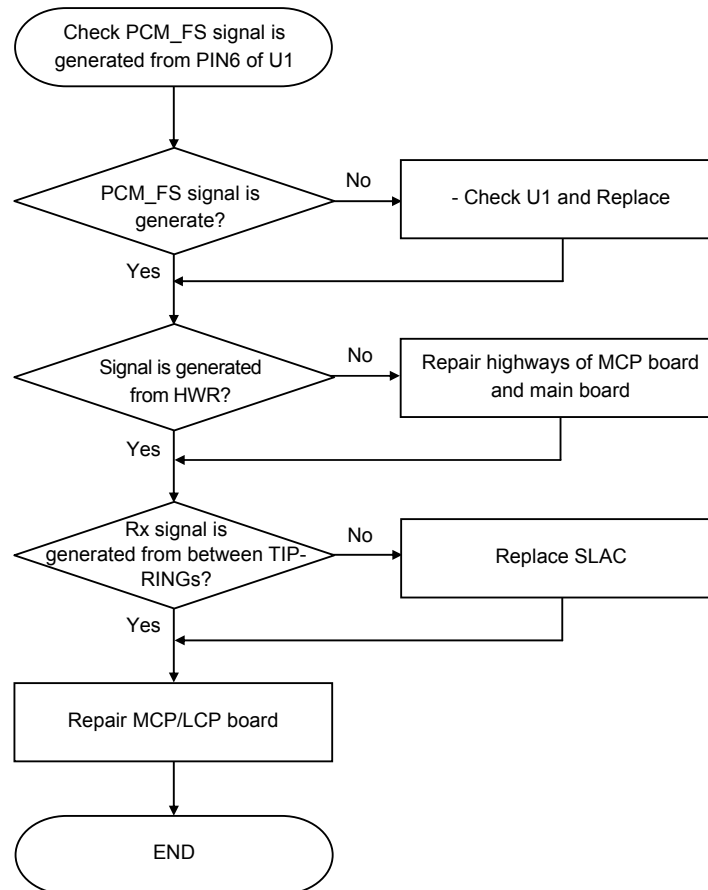 Check PCM_FS signal is
generated from PIN6 of U1
PCM_FS signal is
generate?
No
- Check U1 and Replace
Yes
Signal is generated
from HWR?
No
Repair highways of MCP board
and main board
Yes
Rx signal is
generated from between TIP-
RINGs?
No
Replace SLAC
Yes
Repair MCP/LCP board
END